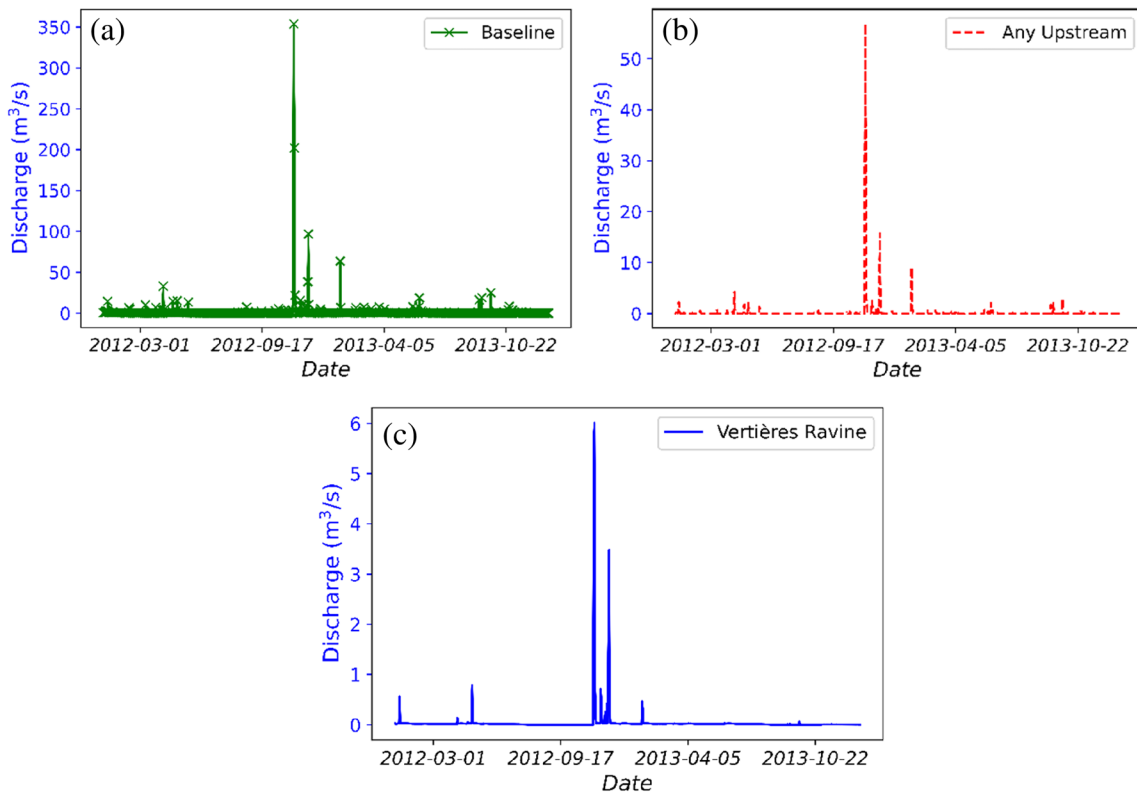 (a)
Baseline
350
300
250
200
150
100
50
0
Discharge (m³/s)
2012-03-01 2012-09-17 2013-04-05 2013-10-22
Date
(b)
Any Upstream
50
40
30
20
10
0
Discharge (m³/s)
2012-03-01 2012-09-17 2013-04-05 2013-10-22
Date
(c)
Vertières Ravine
6
5
4
3
2
1
0
Discharge (m³/s)
2012-03-01 2012-09-17 2013-04-05 2013-10-22
Date